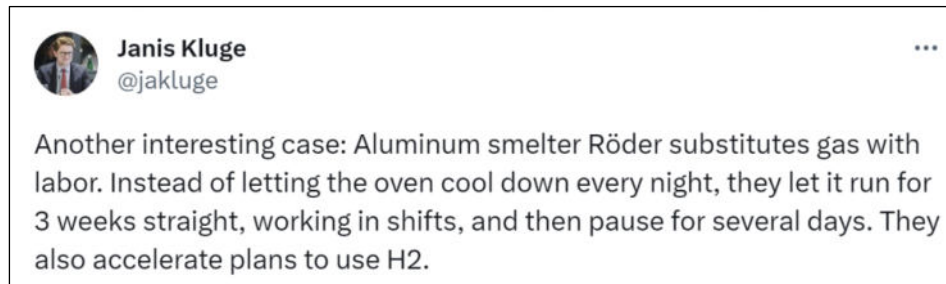 Janis Kluge
@jakluge
Another interesting case: Aluminum smelter Röder substitutes gas with
labor. Instead of letting the oven cool down every night, they let it run for
3 weeks straight, working in shifts, and then pause for several days. They
also accelerate plans to use H2.